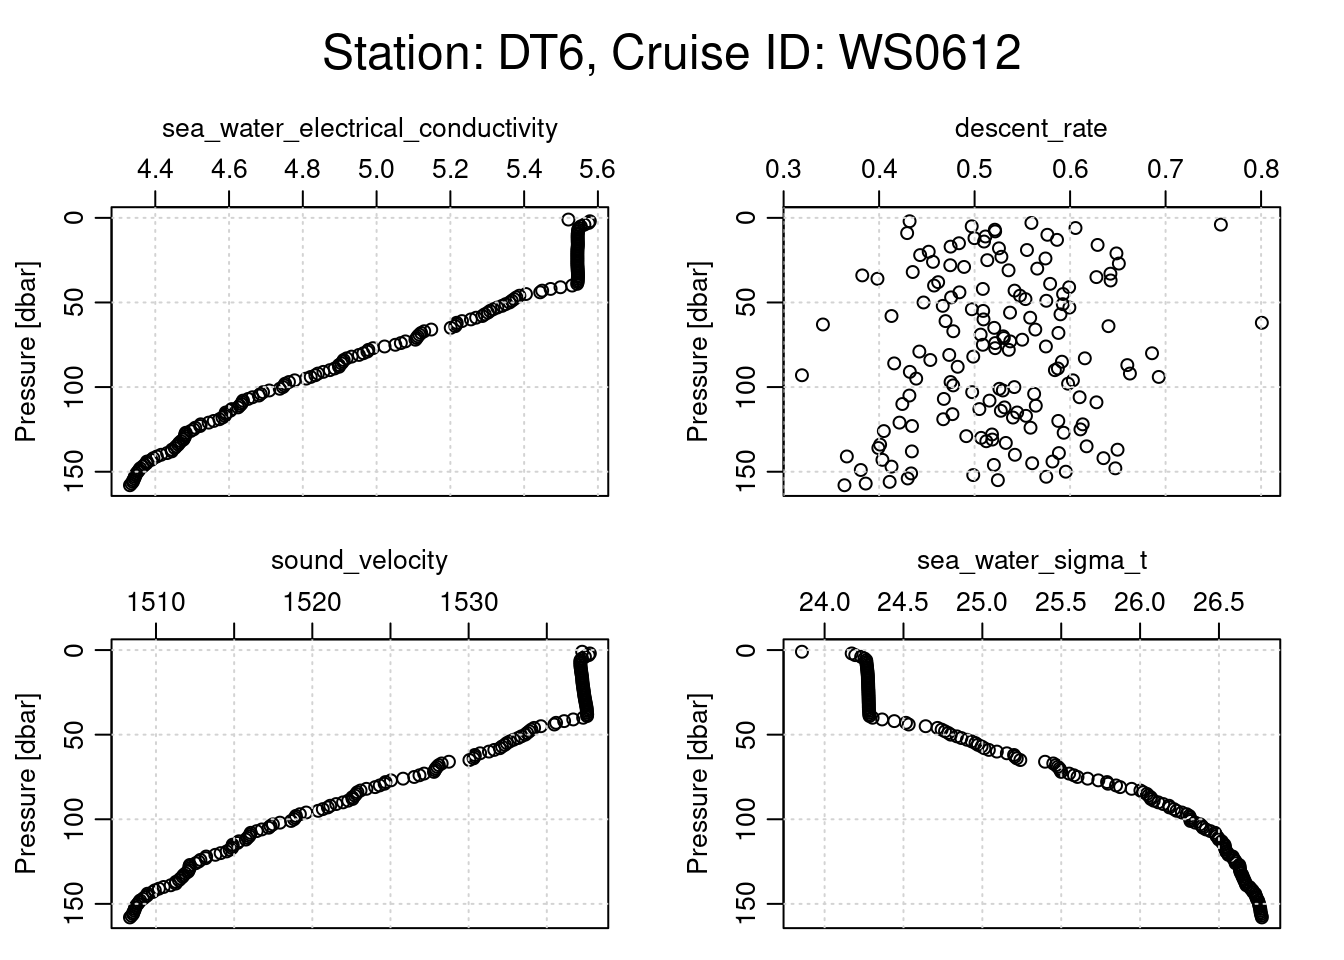 Station: DT6, Cruise ID: WS0612
sea_water_electrical_conductivity
4.4 4.6 4.8 5.0 5.2 5.4 5.6
Pressure [dbar]
0
50
100
150
descent_rate
0.3 0.4 0.5 0.6 0.7 0.8
Pressure [dbar]
0
50
100
150
sound_velocity
1510 1520 1530
Pressure [dbar]
0
50
100
150
sea_water_sigma_t
24.0 24.5 25.0 25.5 26.0 26.5
Pressure [dbar]
0
50
100
150